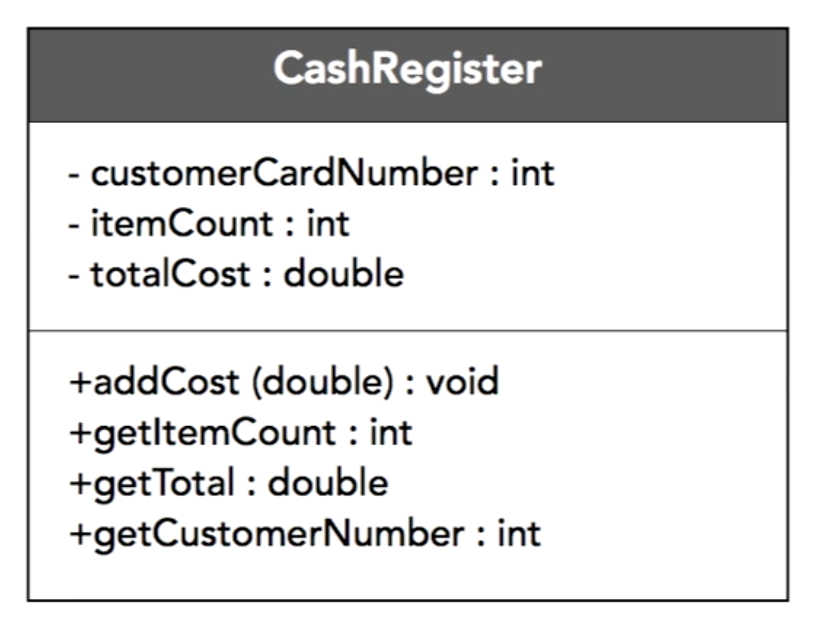 CashRegister
- customerCardNumber : int
- itemCount : int
- totalCost : double
+addCost (double) : void
+getItemCount : int
+getTotal : double
+getCustomerNumber : int